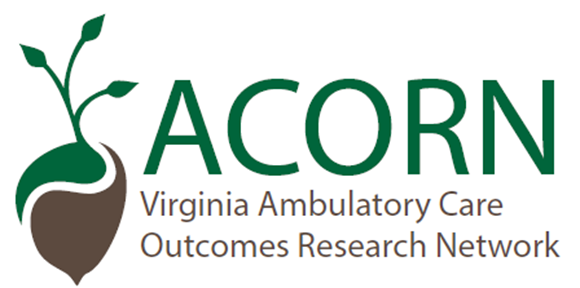 ACORN
Virginia Ambulatory Care
Outcomes Research Network